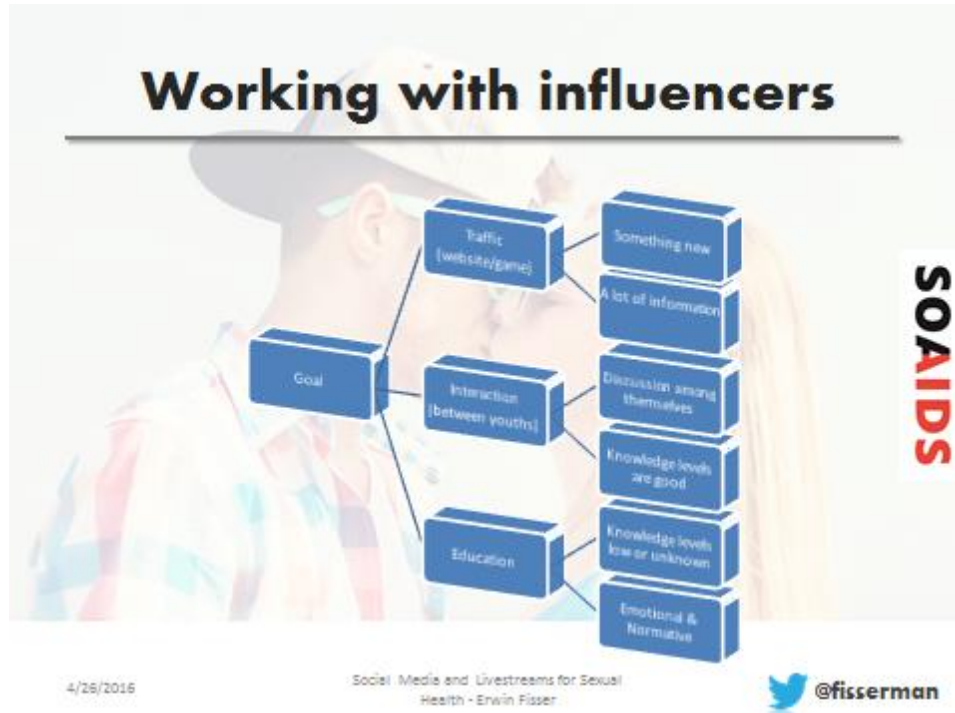 Working with influencers
Goal
Traffic
(website/game)
Something new
A lot of information
Interaction
(between youths)
Discussion among
themselves
Knowledge levels
are good
Education
Knowledge levels
low or unknown
Emotional &
Normative
SOAIDS
4/26/2016
Social Media and Livestreams for Sexual
Health - Erwin Fisser
@fisserman